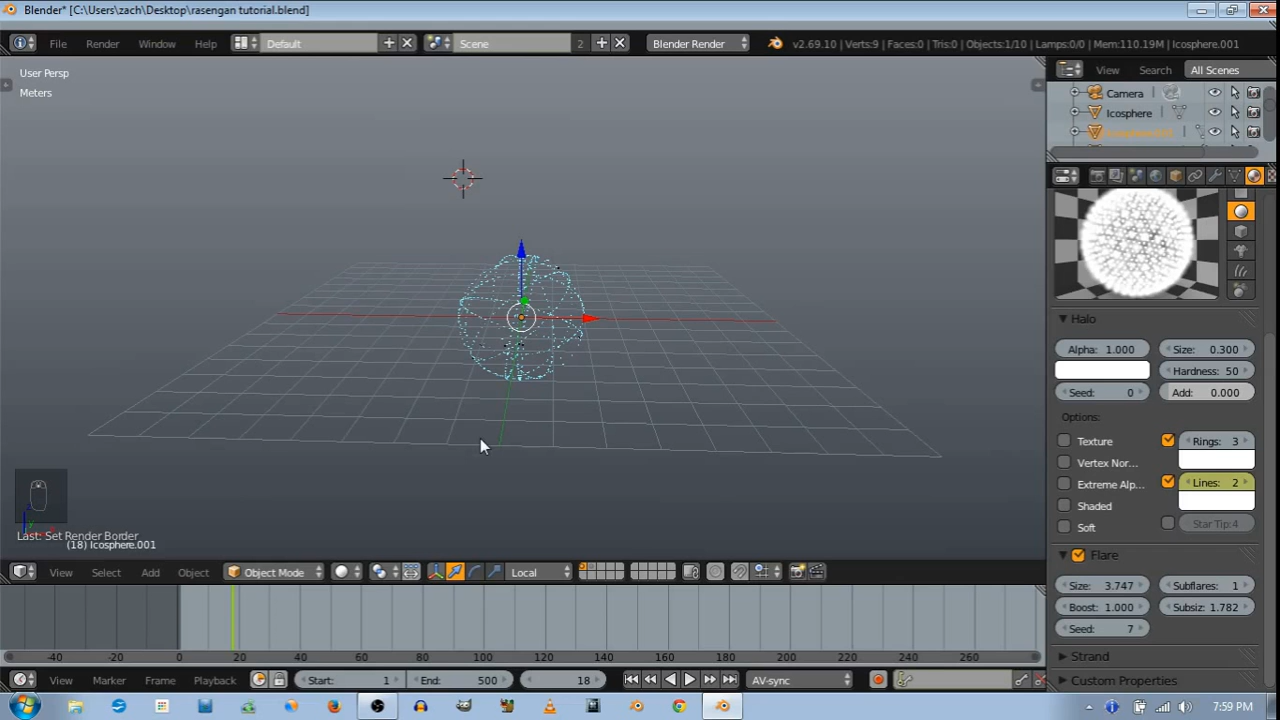 Blender* [C:\Users\zach\Desktop\rasengan tutorial.blend]
File Render Window Help Default Scene 2 Blender Render v2.69.10 | Verts:9 | Faces:0 | Tris:0 | Objects:1/10 | Lamps:0/0 | Mem:110.19M | Icosphere.001
User Persp
Meters
View Search All Scenes
Camera
Icosphere
Halo
Alpha: 1.000 Size: 0.300
Hardness: 50
Seed: 0 Add: 0.000
Options:
Texture Rings: 3
Vertex Nor...
Extreme Alp... Lines: 2
Shaded
Soft Star Tip:4
Flare
Size: 3.747 Subflares: 1
Boost: 1.000 Subsiz: 1.782
Seed: 7
Strand
Custom Properties
Last: Set Render Border
(18) Icosphere.001
View Select Add Object Object Mode Local
-40 -20 0 20 40 60 80 100 120 140 160 180 200 220 240 260
View Marker Frame Playback Start: 1 End: 500 18 AV-sync
7:59 PM